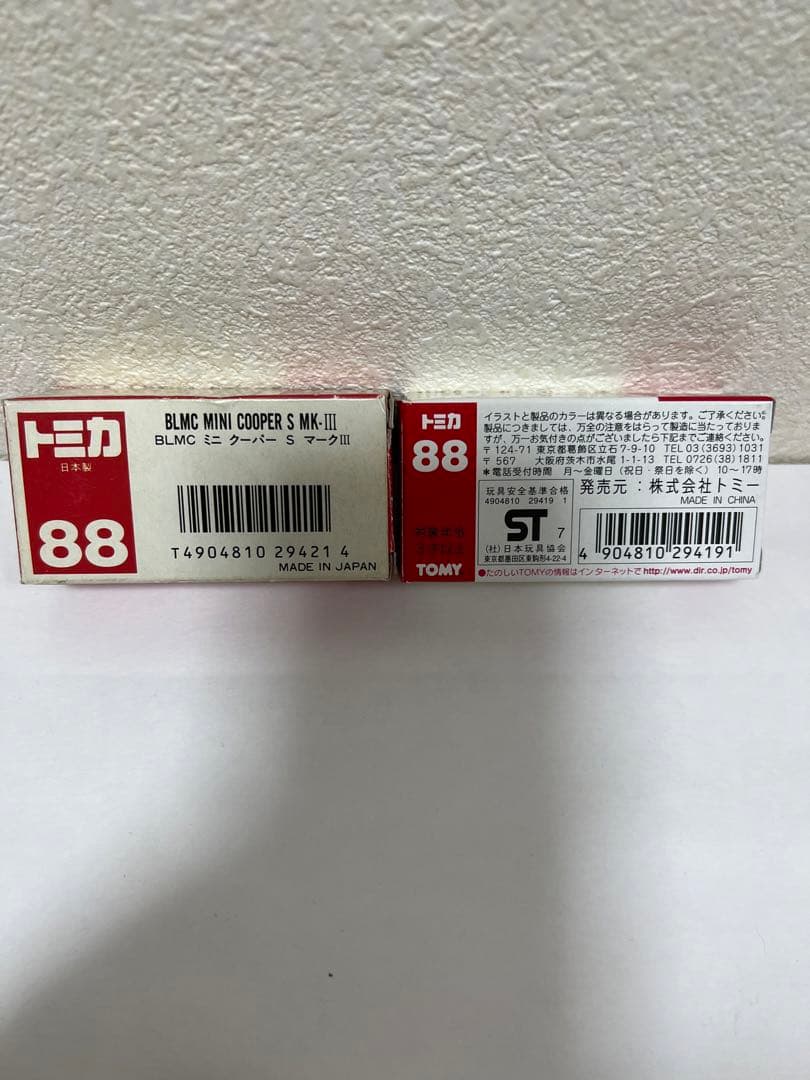 トミカ
日本製
88
BLMC MINI COOPER S MK-III
BLMC ミニ クーパー S マークIII
T4904810 29421 4
MADE IN JAPAN
トミカ
88
TOMY
イラストと製品のカラーは異なる場合があります。ご了承ください。
製品につきましては、万全の注意をはらって製造に当たっておりま
すが、万一お気付きの点がございましたら下記までご連絡ください。
〒124-71 東京都葛飾区立石7-9-10 TEL 03(3693)1031
〒567 大阪府茨木市水尾1-1-13 TEL 0726(38)1811
＊電話受付時間 月〜金曜日 (祝日・祭日を除く) 10〜17時
玩具安全基準合格
4904810 29419 1
ST 7
(社)日本玩具協会
東京都墨田区東駒形4-22-4
発売元：株式会社トミー
MADE IN CHINA
4 904810 294191
●たのしいTOMYの情報はインターネットで http://www.dir.co.jp/tomy